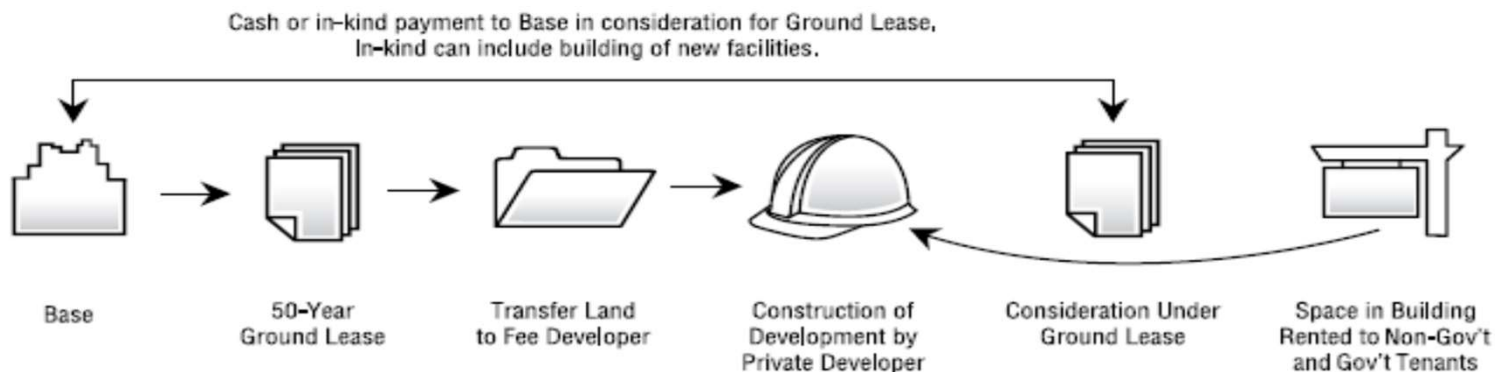 Cash or in-kind payment to Base in consideration for Ground Lease,
In-kind can include building of new facilities.
Base
50-Year
Ground Lease
Transfer Land
to Fee Developer
Construction of
Development by
Private Developer
Consideration Under
Ground Lease
Space in Building
Rented to Non-Gov't
and Gov't Tenants